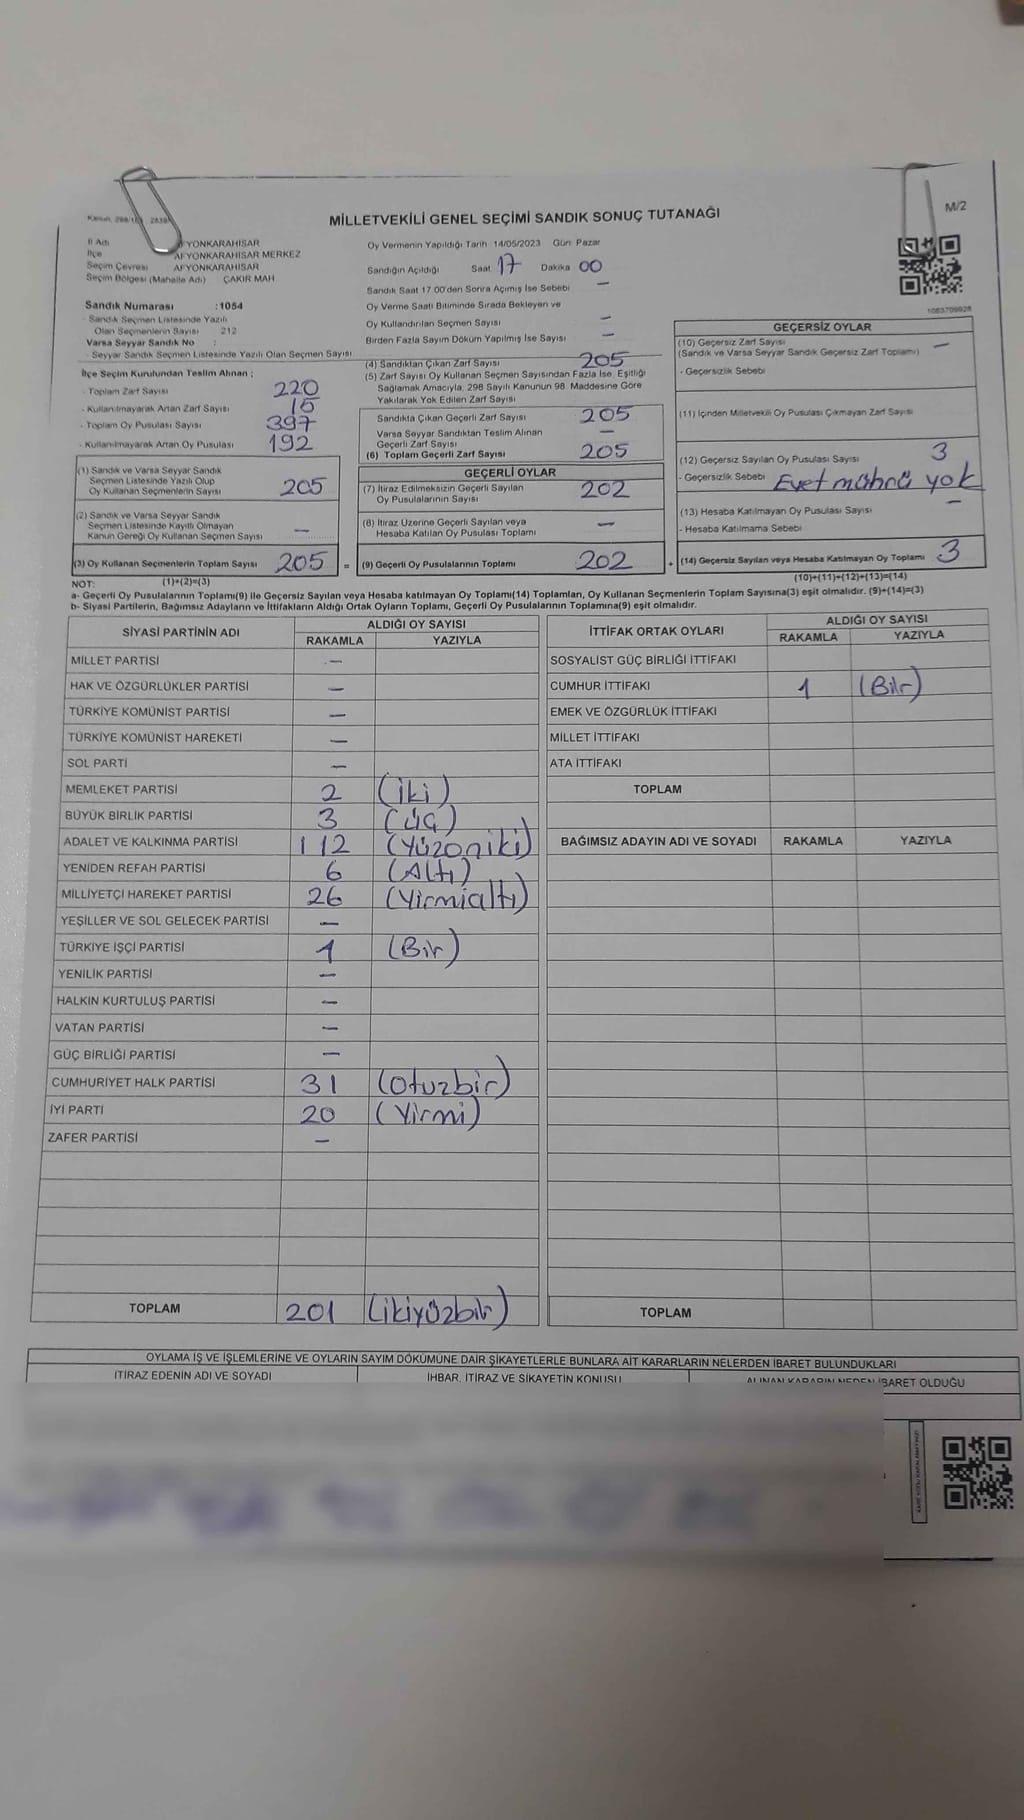 MİLLETVEKİLİ GENEL SEÇİMİ SANDIK SONUÇ TUTANAĞI
M/2
İl Adı AFYONKARAHİSAR
İlçe AFYONKARAHİSAR MERKEZ
Seçim Çevresi AFYONKARAHİSAR
Seçim Bölgesi (Mahalle Adı) ÇAKIR MAH
Sandık Numarası :1054
- Sandık Seçmen Listesinde Yazılı
Olan Seçmenlerin Sayısı 212
Varsa Seyyar Sandık No :
- Seyyar Sandık Seçmen Listesinde Yazılı Olan Seçmen Sayısı
İlçe Seçim Kurulundan Teslim Alınan ;
- Toplam Zarf Sayısı 220
- Kullanılmayarak Artan Zarf Sayısı 15
- Toplam Oy Pusulası Sayısı 397
- Kullanılmayarak Artan Oy Pusulası 192
(1) Sandık ve Varsa Seyyar Sandık
Seçmen Listesinde Yazılı Olup
Oy Kullanan Seçmenlerin Sayısı 205
(2) Sandık ve Varsa Seyyar Sandık
Seçmen Listesinde Kayıtlı Olmayan
Kanun Gereği Oy Kullanan Seçmen Sayısı —
(3) Oy Kullanan Seçmenlerin Toplam Sayısı 205 =
Oy Vermenin Yapıldığı Tarih 14/05/2023 Gün: Pazar
Sandığın Açıldığı Saat 17 Dakika 00
Sandık Saat 17.00'den Sonra Açılmış İse Sebebi —
Oy Verme Saati Bitiminde Sırada Bekleyen ve
Oy Kullandırılan Seçmen Sayısı —
Birden Fazla Sayım Döküm Yapılmış İse Sayısı —
(4) Sandıktan Çıkan Zarf Sayısı 205
(5) Zarf Sayısı Oy Kullanan Seçmen Sayısından Fazla İse, Eşitliği
Sağlamak Amacıyla, 298 Sayılı Kanunun 98. Maddesine Göre
Yakılarak Yok Edilen Zarf Sayısı
Sandıkta Çıkan Geçerli Zarf Sayısı 205
Varsa Seyyar Sandıktan Teslim Alınan
Geçerli Zarf Sayısı —
(6) Toplam Geçerli Zarf Sayısı 205
GEÇERLİ OYLAR
(7) İtiraz Edilmeksizin Geçerli Sayılan
Oy Pusulalarının Sayısı 202
(8) İtiraz Üzerine Geçerli Sayılan veya
Hesaba Katılan Oy Pusulası Toplamı —
(9) Geçerli Oy Pusulalarının Toplamı 202 +
1083709928
GEÇERSİZ OYLAR
(10) Geçersiz Zarf Sayısı —
(Sandık ve Varsa Seyyar Sandık Geçersiz Zarf Toplamı)
- Geçersizlik Sebebi
(11) İçinden Milletvekili Oy Pusulası Çıkmayan Zarf Sayısı
(12) Geçersiz Sayılan Oy Pusulası Sayısı 3
- Geçersizlik Sebebi Evet mührü yok
(13) Hesaba Katılmayan Oy Pusulası Sayısı —
- Hesaba Katılmama Sebebi
(14) Geçersiz Sayılan veya Hesaba Katılmayan Oy Toplamı 3
NOT: (1)+(2)=(3) (10)+(11)+(12)+(13)=(14)
a- Geçerli Oy Pusulalarının Toplamı(9) ile Geçersiz Sayılan veya Hesaba katılmayan Oy Toplamı(14) Toplamları, Oy Kullanan Seçmenlerin Toplam Sayısına(3) eşit olmalıdır. (9)+(14)=(3)
b- Siyasi Partilerin, Bağımsız Adayların ve İttifakların Aldığı Ortak Oyların Toplamı, Geçerli Oy Pusulalarının Toplamına(9) eşit olmalıdır.
SİYASİ PARTİNİN ADI ALDIĞI OY SAYISI
RAKAMLA YAZIYLA
MİLLET PARTİSİ —
HAK VE ÖZGÜRLÜKLER PARTİSİ —
TÜRKİYE KOMÜNİST PARTİSİ —
TÜRKİYE KOMÜNİST HAREKETİ —
SOL PARTİ —
MEMLEKET PARTİSİ 2 (iki)
BÜYÜK BİRLİK PARTİSİ 3 (üç)
ADALET VE KALKINMA PARTİSİ 112 (Yüzoniki)
YENİDEN REFAH PARTİSİ 6 (Altı)
MİLLİYETÇİ HAREKET PARTİSİ 26 (Yirmialtı)
YEŞİLLER VE SOL GELECEK PARTİSİ —
TÜRKİYE İŞÇİ PARTİSİ 1 (Bir)
YENİLİK PARTİSİ —
HALKIN KURTULUŞ PARTİSİ —
VATAN PARTİSİ —
GÜÇ BİRLİĞİ PARTİSİ —
CUMHURİYET HALK PARTİSİ 31 (Otuzbir)
İYİ PARTİ 20 (Yirmi)
ZAFER PARTİSİ —
TOPLAM 201 (ikiyüzbir)
İTTİFAK ORTAK OYLARI ALDIĞI OY SAYISI
RAKAMLA YAZIYLA
SOSYALİST GÜÇ BİRLİĞİ İTTİFAKI
CUMHUR İTTİFAKI 1 (Bir)
EMEK VE ÖZGÜRLÜK İTTİFAKI
MİLLET İTTİFAKI
ATA İTTİFAKI
TOPLAM
BAĞIMSIZ ADAYIN ADI VE SOYADI RAKAMLA YAZIYLA
TOPLAM
OYLAMA İŞ VE İŞLEMLERİNE VE OYLARIN SAYIM DÖKÜMÜNE DAİR ŞİKAYETLERLE BUNLARA AİT KARARLARIN NELERDEN İBARET BULUNDUKLARI
İTİRAZ EDENİN ADI VE SOYADI İHBAR, İTİRAZ VE ŞİKAYETİN KONUSU ALINAN KARARIN NEDEN İBARET OLDUĞU